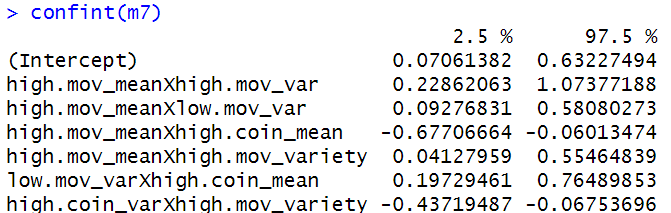 > confint(m7)
2.5 % 97.5 %
(Intercept) 0.07061382 0.63227494
high.mov_meanXhigh.mov_var 0.22862063 1.07377188
high.mov_meanXlow.mov_var 0.09276831 0.58080273
high.mov_meanXhigh.coin_mean -0.67706664 -0.06013474
high.mov_meanXhigh.mov_variety 0.04127959 0.55464839
low.mov_varXhigh.coin_mean 0.19729461 0.76489853
high.coin_varXhigh.mov_variety -0.43719487 -0.06753696